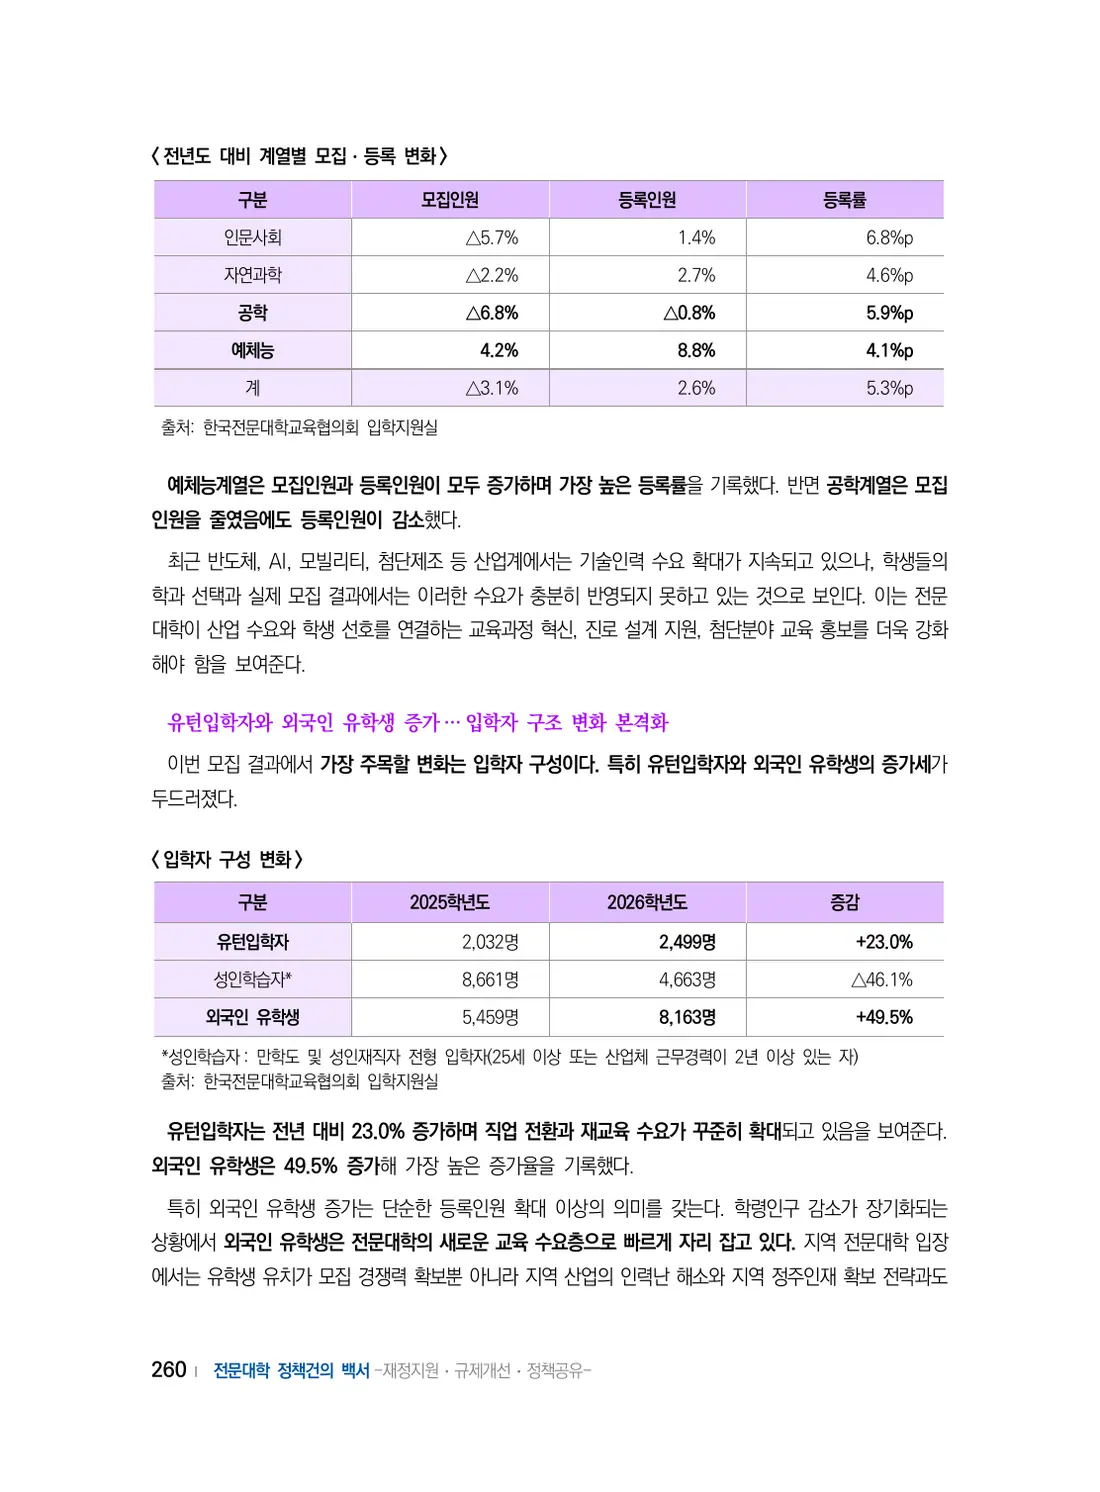 < 전년도 대비 계열별 모집·등록 변화 >
구분 모집인원 등록인원 등록률
인문사회 △5.7% 1.4% 6.8%p
자연과학 △2.2% 2.7% 4.6%p
공학 △6.8% △0.8% 5.9%p
예체능 4.2% 8.8% 4.1%p
계 △3.1% 2.6% 5.3%p
출처: 한국전문대학교육협의회 입학지원실
예체능계열은 모집인원과 등록인원이 모두 증가하며 가장 높은 등록률을 기록했다. 반면 공학계열은 모집
인원을 줄였음에도 등록인원이 감소했다.
최근 반도체, AI, 모빌리티, 첨단제조 등 산업계에서는 기술인력 수요 확대가 지속되고 있으나, 학생들의
학과 선택과 실제 모집 결과에서는 이러한 수요가 충분히 반영되지 못하고 있는 것으로 보인다. 이는 전문
대학이 산업 수요와 학생 선호를 연결하는 교육과정 혁신, 진로 설계 지원, 첨단분야 교육 홍보를 더욱 강화
해야 함을 보여준다.
유턴입학자와 외국인 유학생 증가… 입학자 구조 변화 본격화
이번 모집 결과에서 가장 주목할 변화는 입학자 구성이다. 특히 유턴입학자와 외국인 유학생의 증가세가
두드러졌다.
< 입학자 구성 변화 >
구분 2025학년도 2026학년도 증감
유턴입학자 2,032명 2,499명 +23.0%
성인학습자* 8,661명 4,663명 △46.1%
외국인 유학생 5,459명 8,163명 +49.5%
*성인학습자 : 만학도 및 성인재직자 전형 입학자(25세 이상 또는 산업체 근무경력이 2년 이상 있는 자)
출처: 한국전문대학교육협의회 입학지원실
유턴입학자는 전년 대비 23.0% 증가하며 직업 전환과 재교육 수요가 꾸준히 확대되고 있음을 보여준다.
외국인 유학생은 49.5% 증가해 가장 높은 증가율을 기록했다.
특히 외국인 유학생 증가는 단순한 등록인원 확대 이상의 의미를 갖는다. 학령인구 감소가 장기화되는
상황에서 외국인 유학생은 전문대학의 새로운 교육 수요층으로 빠르게 자리 잡고 있다. 지역 전문대학 입장
에서는 유학생 유치가 모집 경쟁력 확보뿐 아니라 지역 산업의 인력난 해소와 지역 정주인재 확보 전략과도
260 | 전문대학 정책건의 백서 -재정지원·규제개선·정책공유-